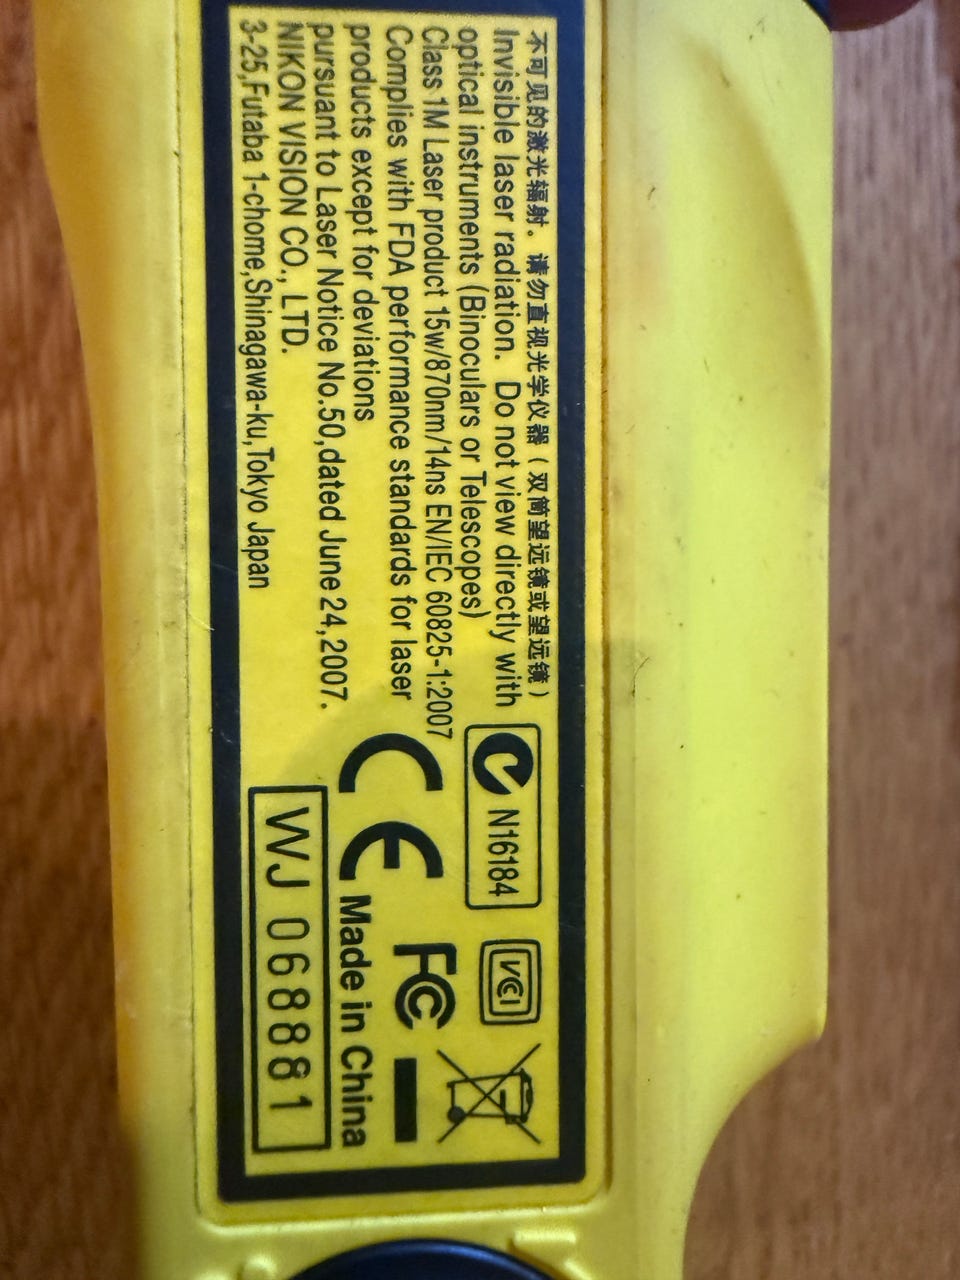 不可见的激光辐射。请勿直视光学仪器(双筒望远镜或望远镜)
Invisible laser radiation. Do not view directly with
optical instruments (Binoculars or Telescopes)
Class 1M Laser product 15w/870nm/14ns EN/IEC 60825-1:2007
Complies with FDA performance standards for laser
products except for deviations
pursuant to Laser Notice No.50,dated June 24,2007.
NIKON VISION CO., LTD.
3-25,Futaba 1-chome,Shinagawa-ku,Tokyo Japan
N16184
VCCI
CE FC
Made in China
WJ 068881